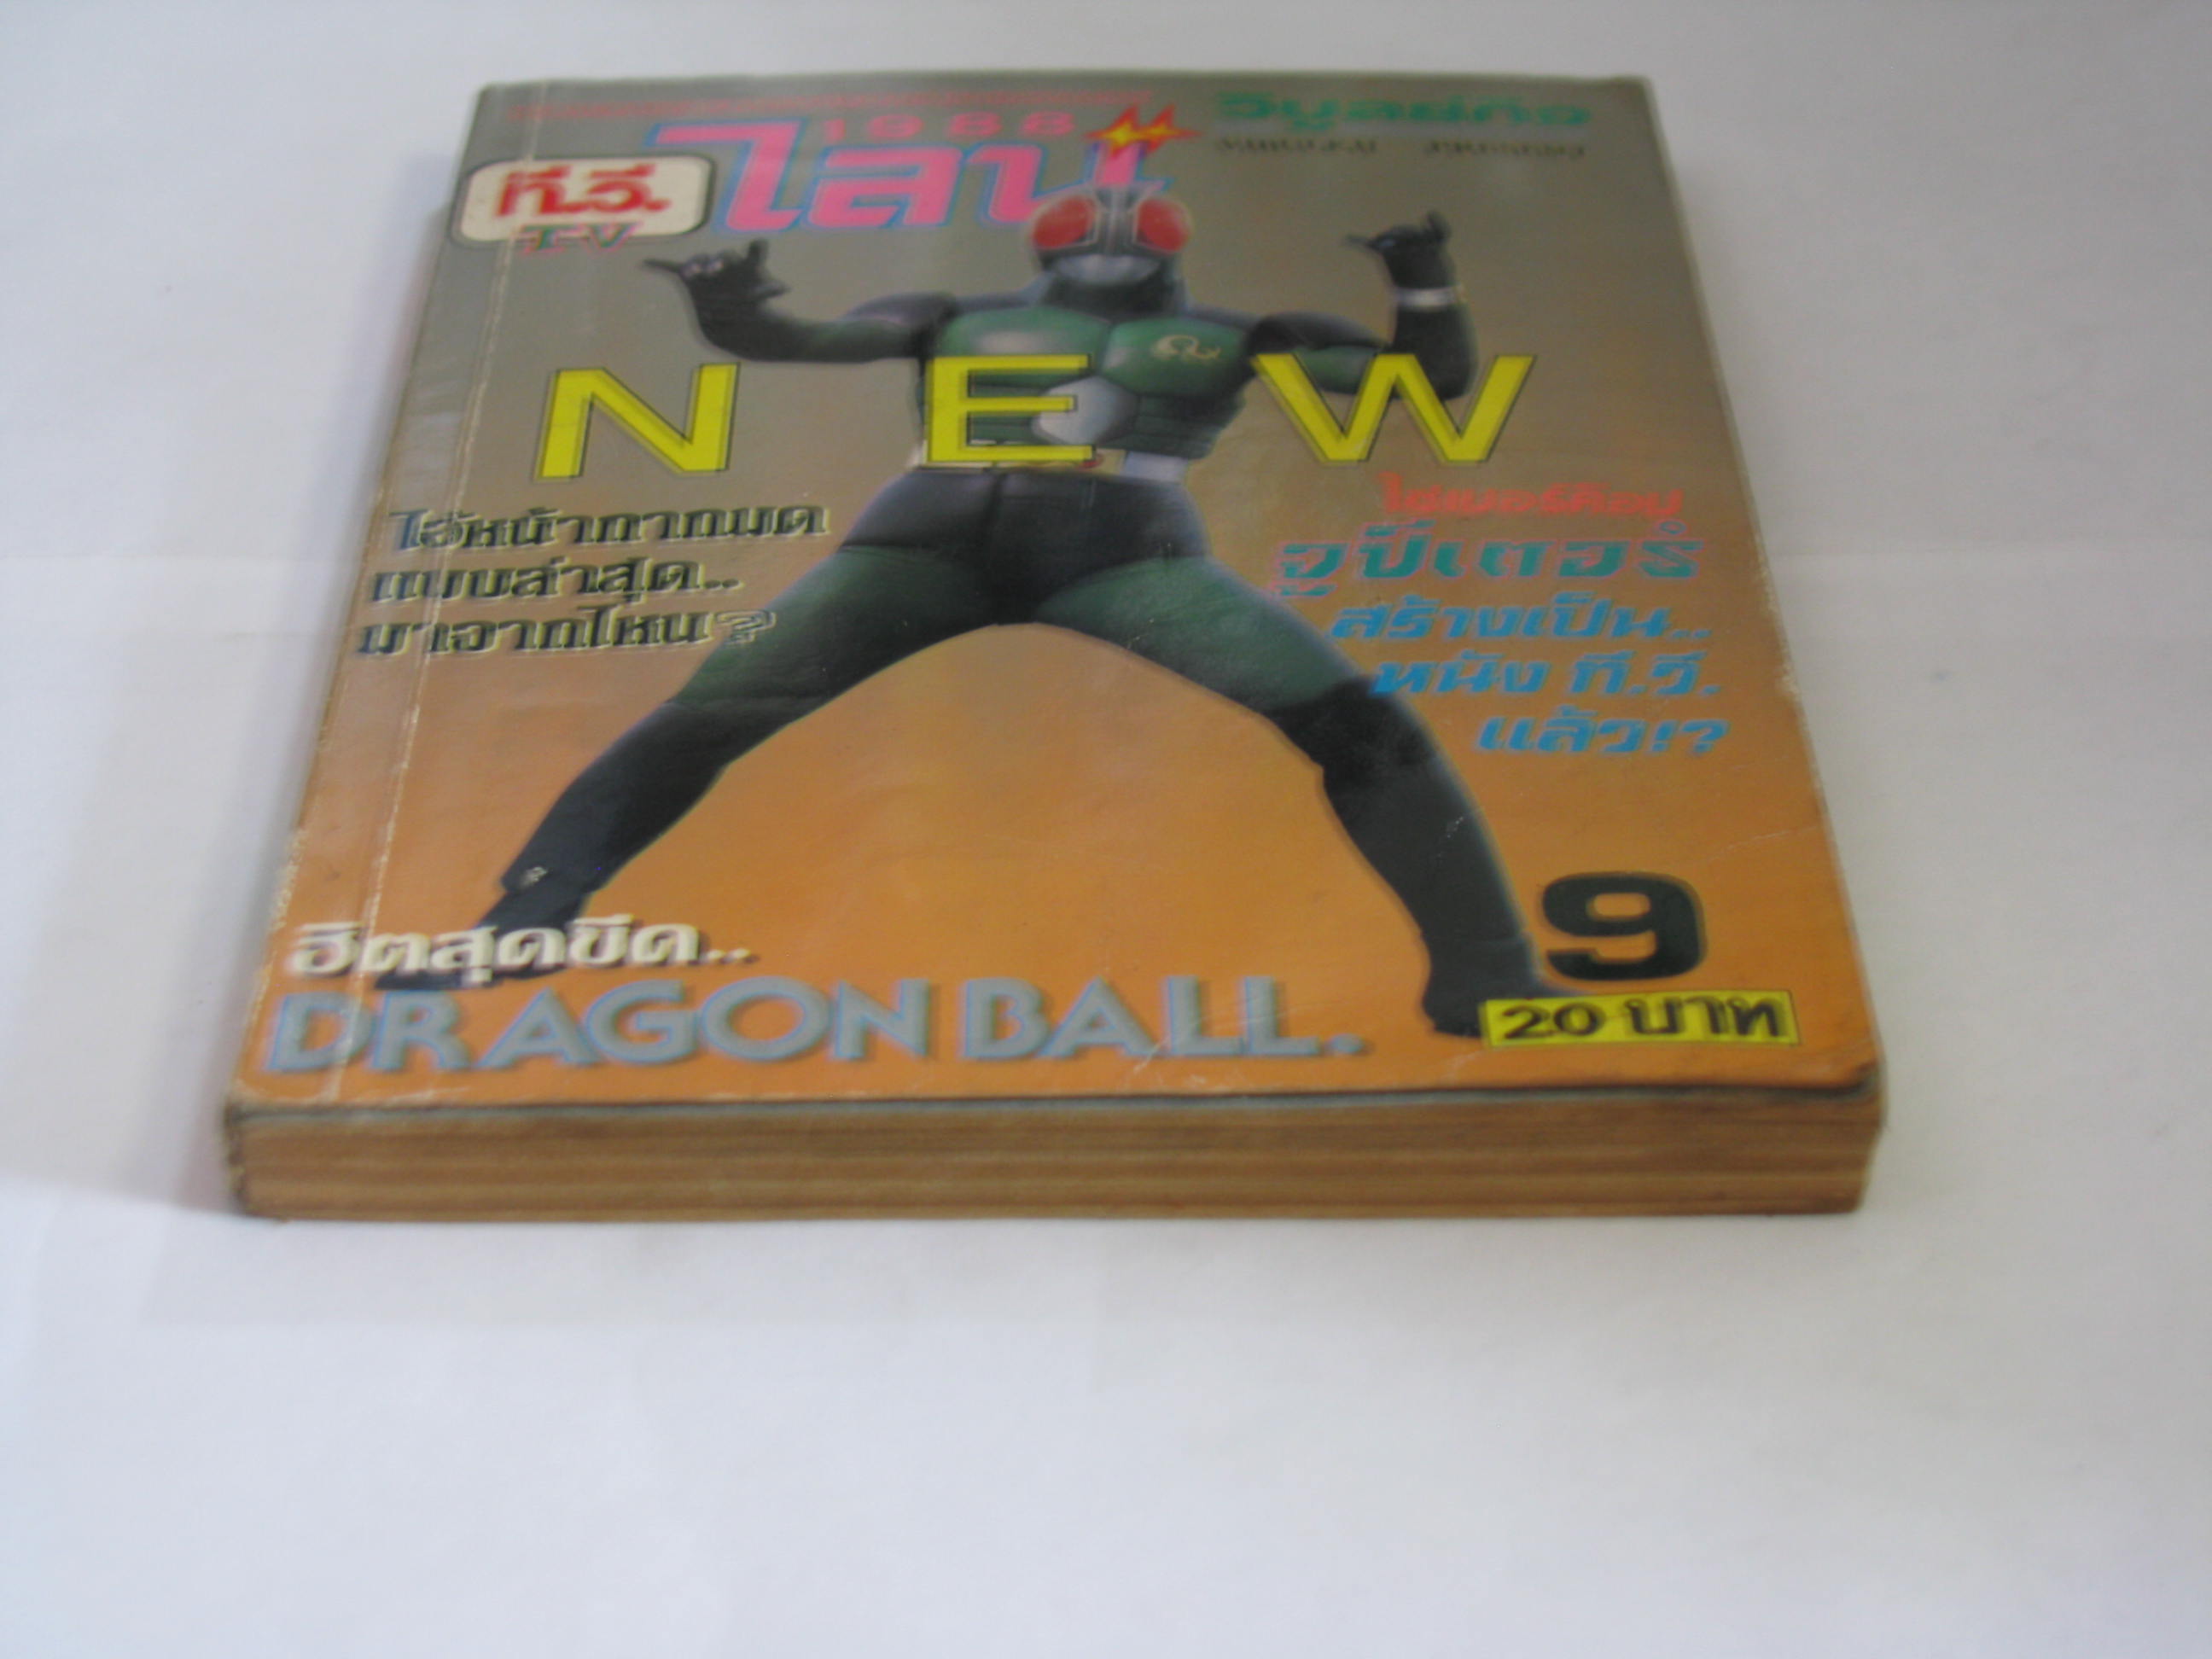 1988
ที.วี.
TV
ไลน์
วิบูลย์กิจ
N E W
ไอ้หน้ากากมด
แบบล่าสุด..
มาจากไหน?
ไซเบอร์ค็อบ
จูปีเตอร์
สร้างเป็น..
หนัง ที.วี.
แล้ว!?
ฮิตสุดขีด..
DRAGON BALL.
9
20 บาท